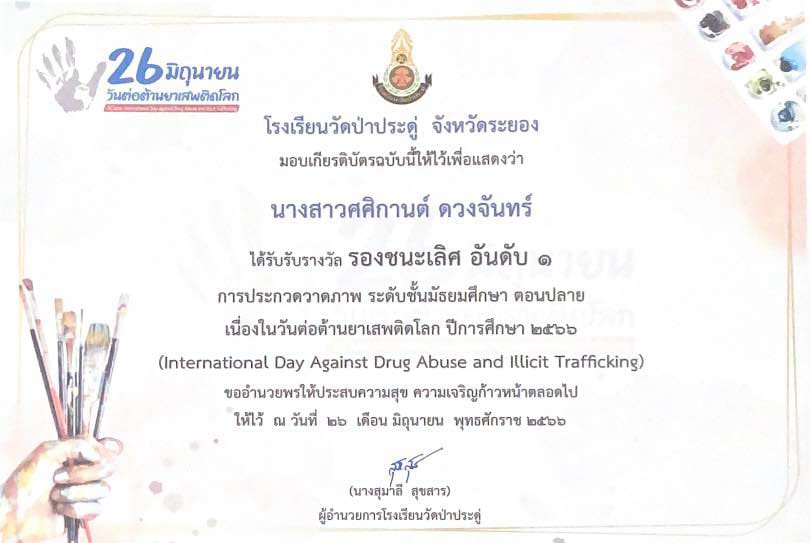 26 มิถุนายน
วันต่อต้านยาเสพติดโลก
โรงเรียนวัดป่าประดู่ จังหวัดระยอง
มอบเกียรติบัตรฉบับนี้ให้ไว้เพื่อแสดงว่า
นางสาวศศิกานต์ ดวงจันทร์
ได้รับรับรางวัล รองชนะเลิศ อันดับ ๑
การประกวดวาดภาพ ระดับชั้นมัธยมศึกษา ตอนปลาย
เนื่องในวันต่อต้านยาเสพติดโลก ปีการศึกษา ๒๕๖๖
(International Day Against Drug Abuse and Illicit Trafficking)
ขออำนวยพรให้ประสบความสุข ความเจริญก้าวหน้าตลอดไป
ให้ไว้ ณ วันที่ ๒๖ เดือน มิถุนายน พุทธศักราช ๒๕๖๖
(นางสุมาลี สุขสาร)
ผู้อำนวยการโรงเรียนวัดป่าประดู่